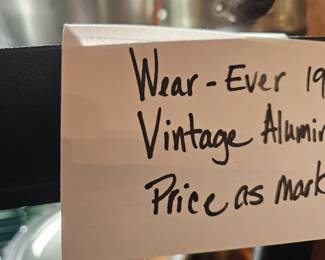 Wear-Ever 19
Vintage Alumin
Price as mark